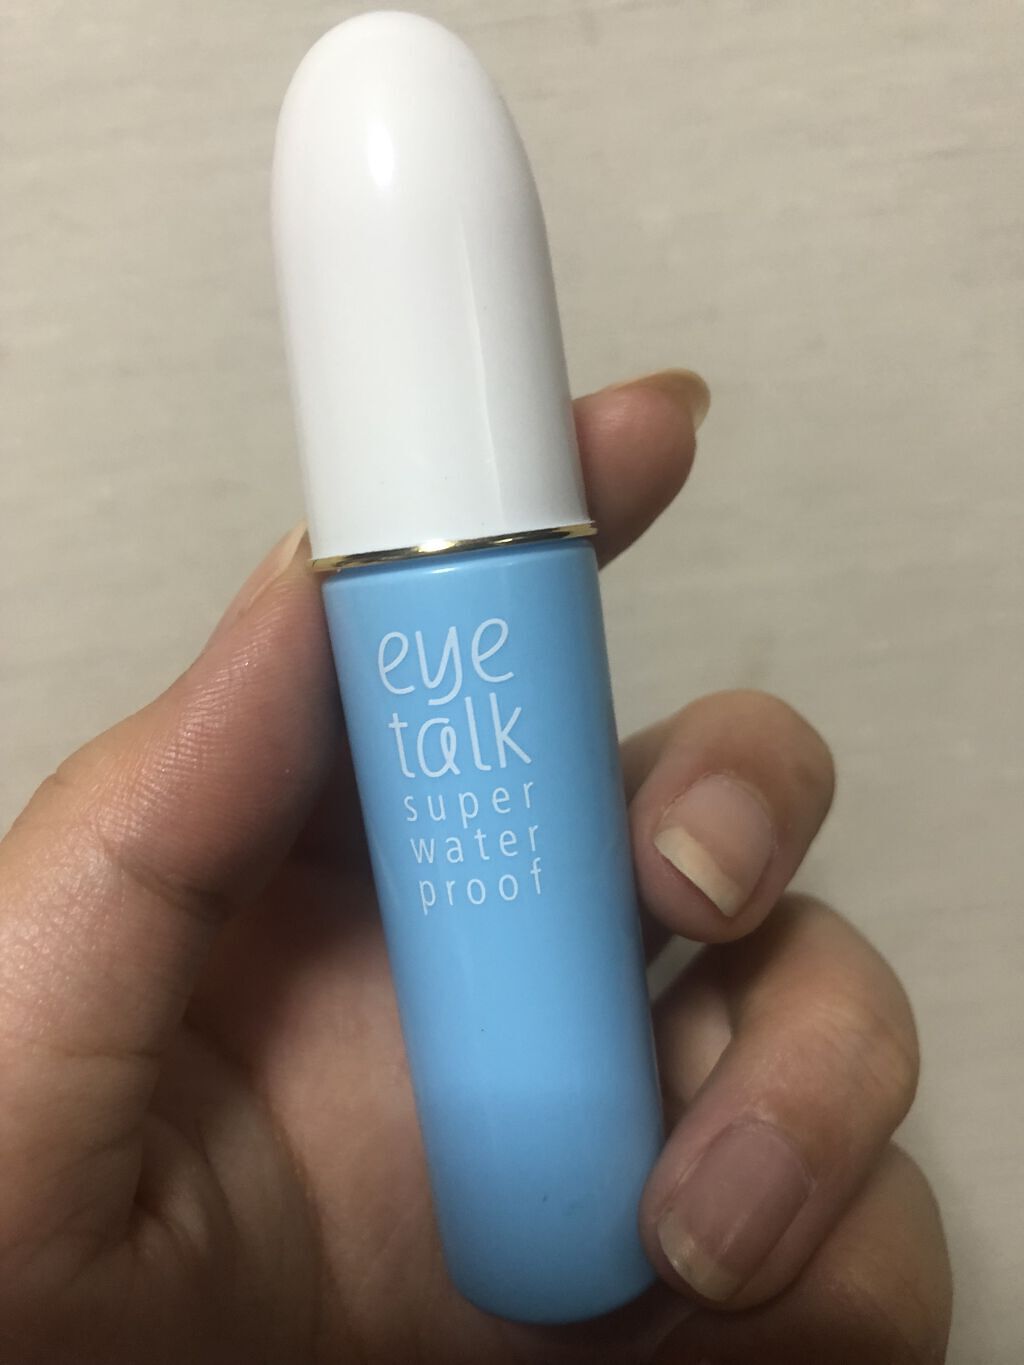 eye
talk
super
water
proof